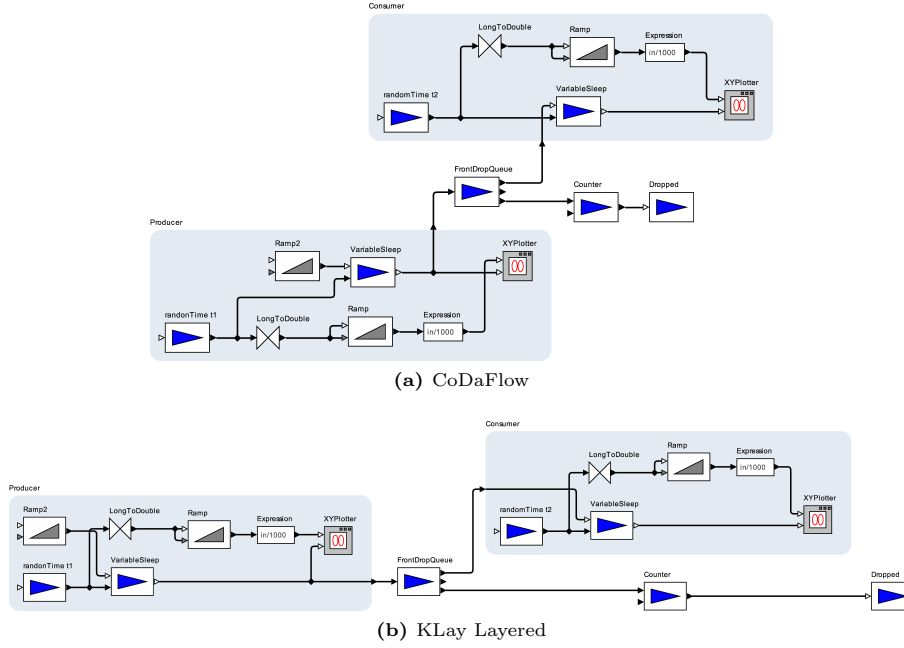 Consumer
LongToDouble
Ramp
Expression
in/1000
XYPlotter
randomTime t2
VariableSleep
FrontDropQueue
Counter
Dropped
Producer
Ramp2
VariableSleep
XYPlotter
randonTime t1
LongToDouble
Ramp
Expression
in/1000
(a) CoDaFlow
Consumer
LongToDouble
Ramp
Expression
in/1000
XYPlotter
randomTime t2
VariableSleep
Producer
Ramp2
LongToDouble
Ramp
Expression
in/1000
XYPlotter
randonTime t1
VariableSleep
FrontDropQueue
Counter
Dropped
(b) KLay Layered